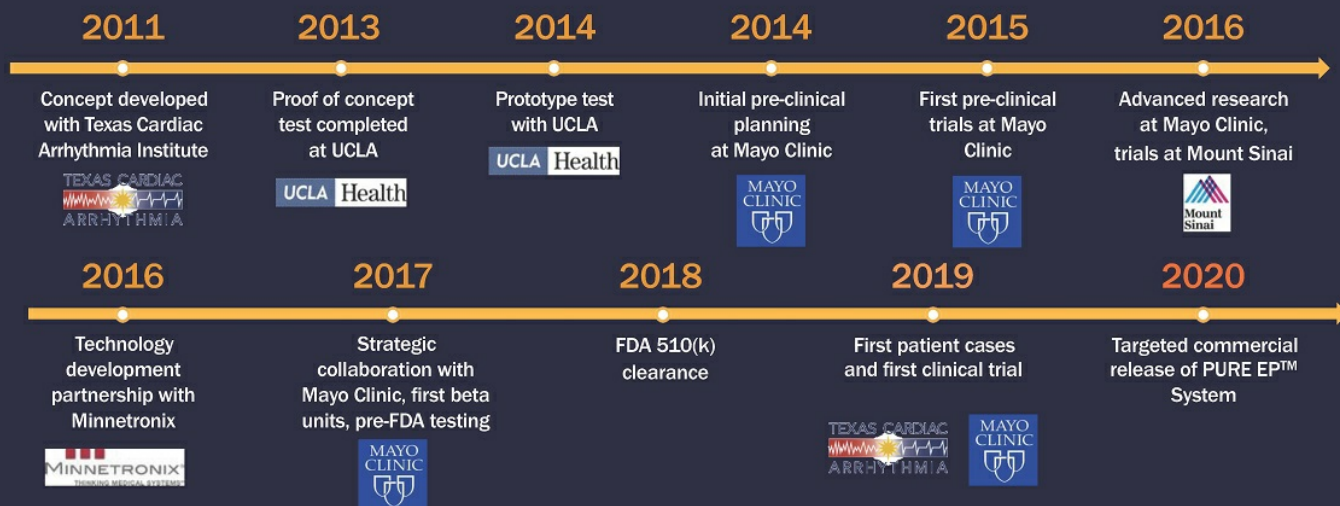 2011
2013
2014
2014
2015
2016
Concept developed
with Texas Cardiac
Arrhythmia Institute
TEXAS CARDIAC
ARRHYTHMIA
Proof of concept
test completed
at UCLA
UCLA Health
Prototype test
with UCLA
UCLA Health
Initial pre-clinical
planning
at Mayo Clinic
MAYO
CLINIC
First pre-clinical
trials at Mayo
Clinic
MAYO
CLINIC
Advanced research
at Mayo Clinic,
trials at Mount Sinai
Mount
Sinai
2016
2017
2018
2019
2020
Technology
development
partnership with
Minnetronix
MINNETRONIX
THINKING MEDICAL SYSTEMS
Strategic
collaboration with
Mayo Clinic, first beta
units, pre-FDA testing
MAYO
CLINIC
FDA 510(k)
clearance
First patient cases
and first clinical trial
TEXAS CARDIAC
ARRHYTHMIA
MAYO
CLINIC
Targeted commercial
release of PURE EP™
System